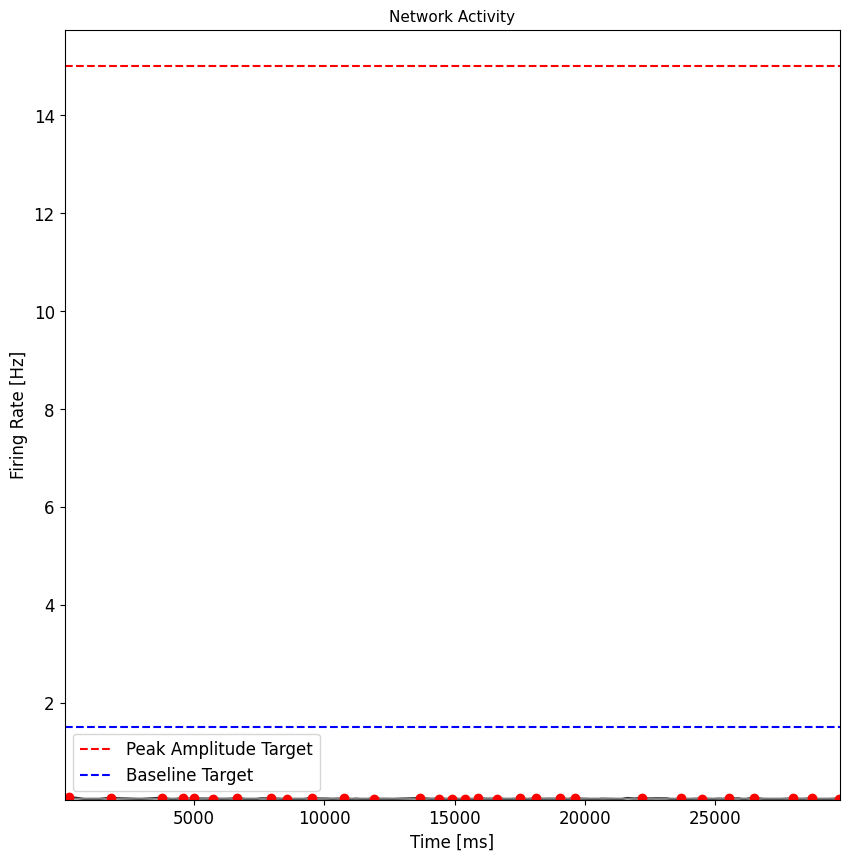 Network Activity
14
12
10
8
6
4
2
Firing Rate [Hz]
Peak Amplitude Target
Baseline Target
5000 10000 15000 20000 25000
Time [ms]